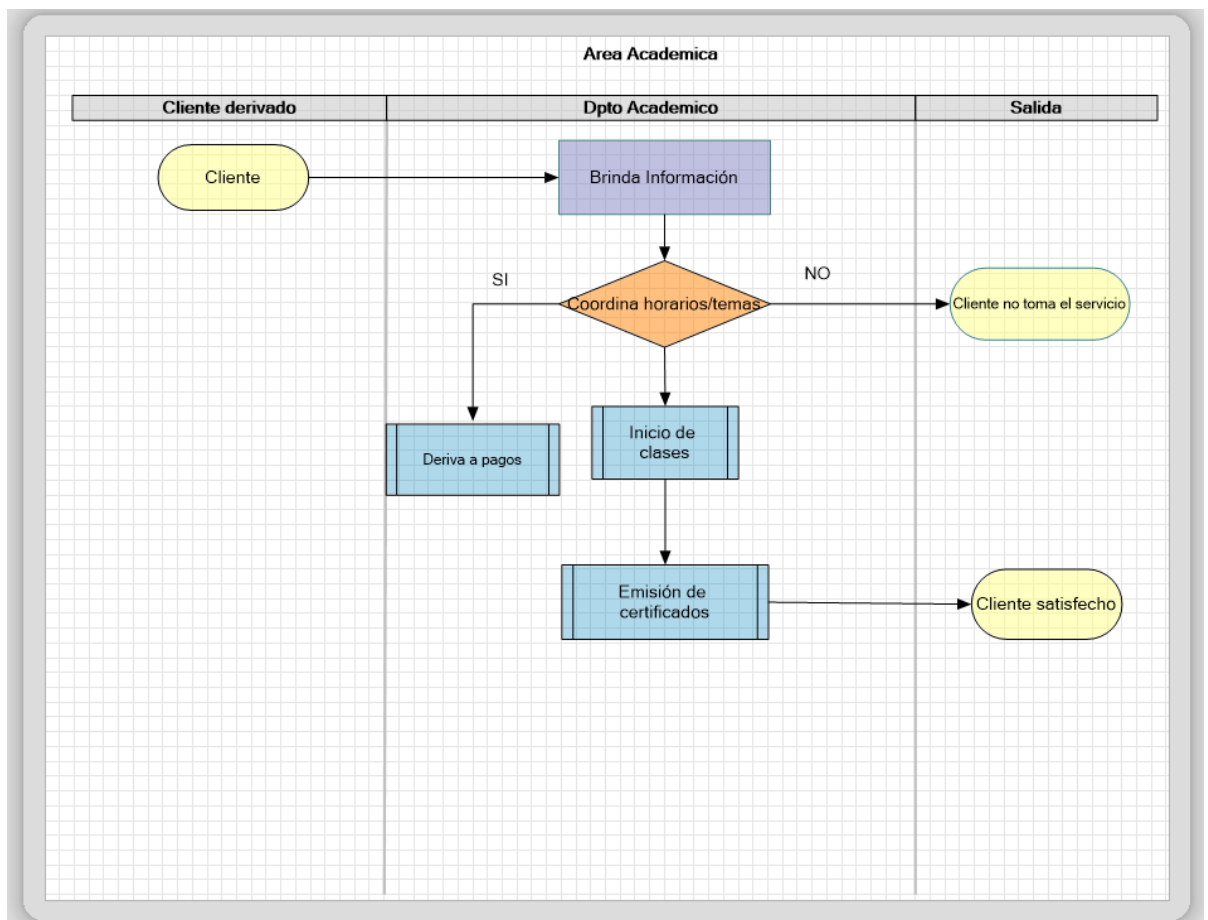 Area Academica
Cliente derivado
Dpto Academico
Salida
Cliente
Brinda Información
SI
NO
Coordina horarios/temas
Cliente no toma el servicio
Inicio de
clases
Deriva a pagos
Emisión de
certificados
Cliente satisfecho